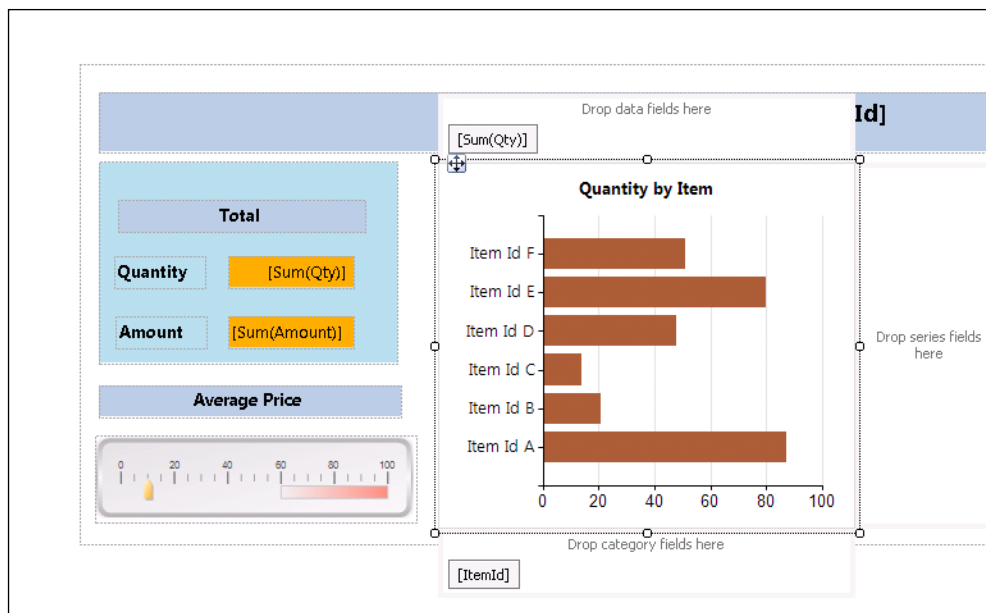 Drop data fields here
Id]
[Sum(Qty)]
Total
Quantity
[Sum(Qty)]
Amount
[Sum(Amount)]
Average Price
0 20 40 60 80 100
Quantity by Item
Item Id F
Item Id E
Item Id D
Item Id C
Item Id B
Item Id A
0 20 40 60 80 100
Drop series fields
here
Drop category fields here
[ItemId]